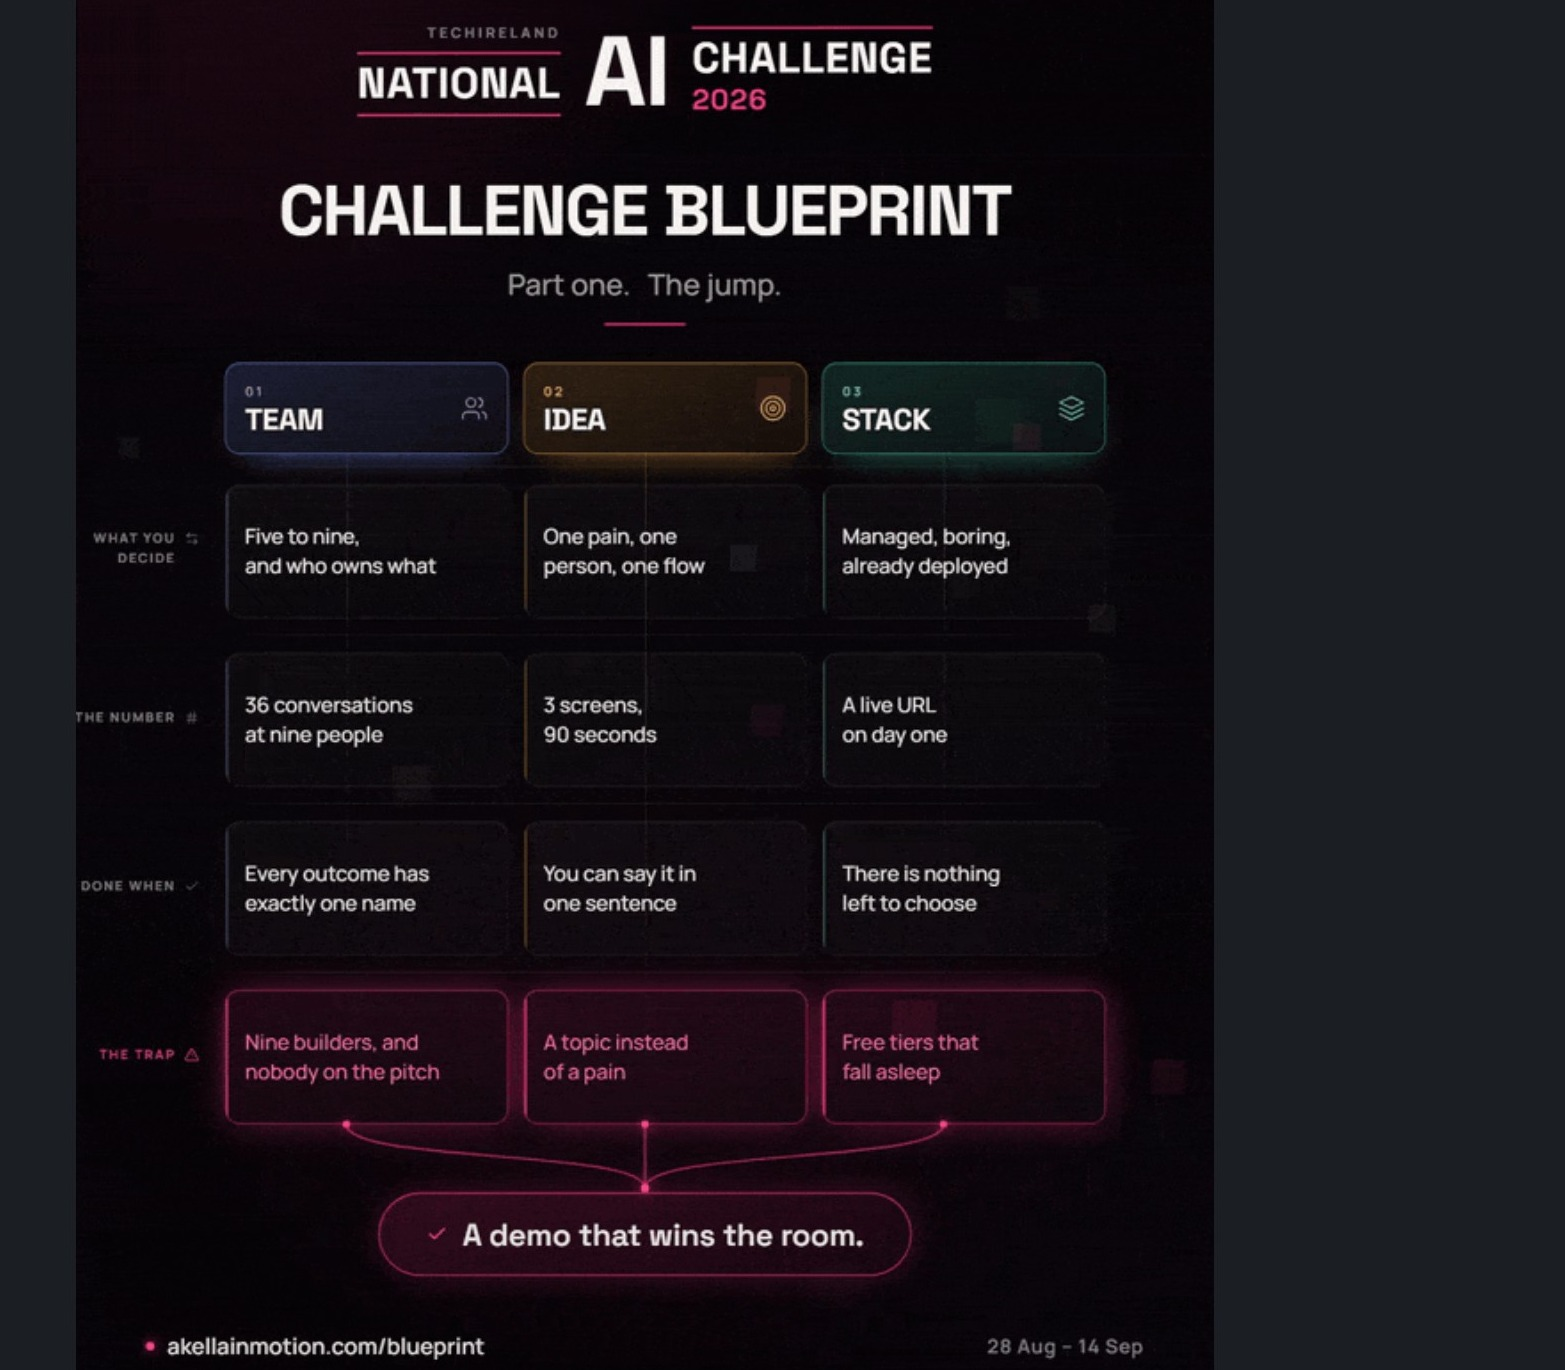 TECHIRELAND
NATIONAL AI CHALLENGE
2026
CHALLENGE BLUEPRINT
Part one. The jump.
01
TEAM
02
IDEA
03
STACK
WHAT YOU
DECIDE
Five to nine,
and who owns what
One pain, one
person, one flow
Managed, boring,
already deployed
THE NUMBER #
36 conversations
at nine people
3 screens,
90 seconds
A live URL
on day one
DONE WHEN
Every outcome has
exactly one name
You can say it in
one sentence
There is nothing
left to choose
THE TRAP
Nine builders, and
nobody on the pitch
A topic instead
of a pain
Free tiers that
fall asleep
A demo that wins the room.
akellainmotion.com/blueprint
28 Aug – 14 Sep